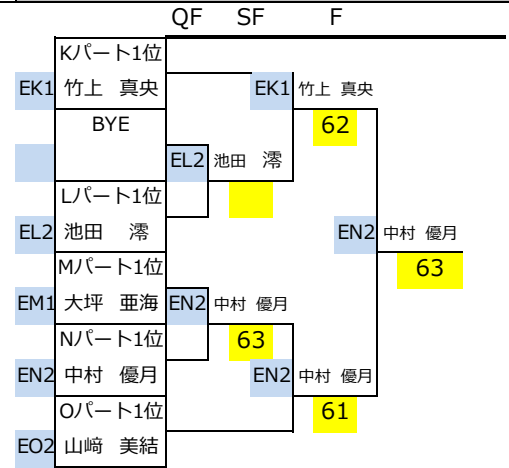 QF SF F
Kパート1位
EK1 竹上 真央 EK1 竹上 真央
BYE 62
EL2 池田 澪
Lパート1位
EL2 池田 澪 EN2 中村 優月
Mパート1位 63
EM1 大坪 亜海 EN2 中村 優月
Nパート1位 63
EN2 中村 優月 EN2 中村 優月
Oパート1位 61
EO2 山﨑 美結